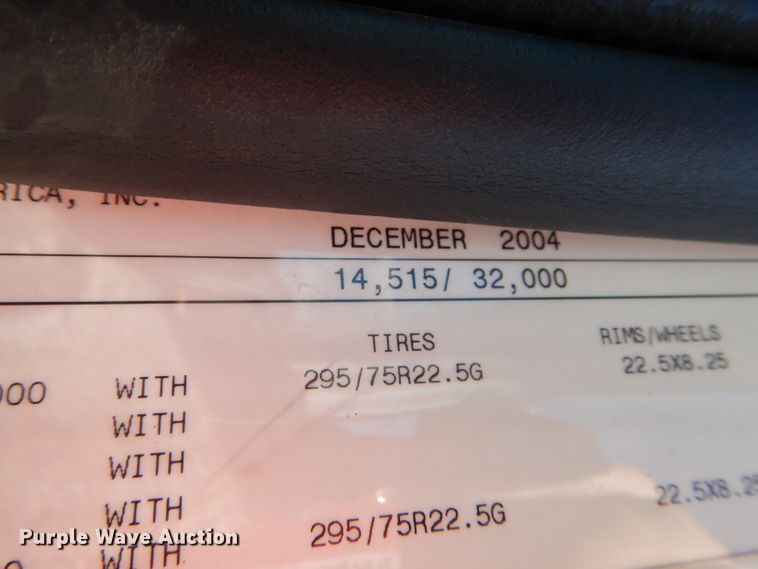 RICA, INC.
DECEMBER 2004
14,515/ 32,000
TIRES RIMS/WHEELS
000 WITH 295/75R22.5G 22.5X8.25
WITH
WITH
WITH 295/75R22.5G 22.5X8.25
WITH
Purple Wave Auction